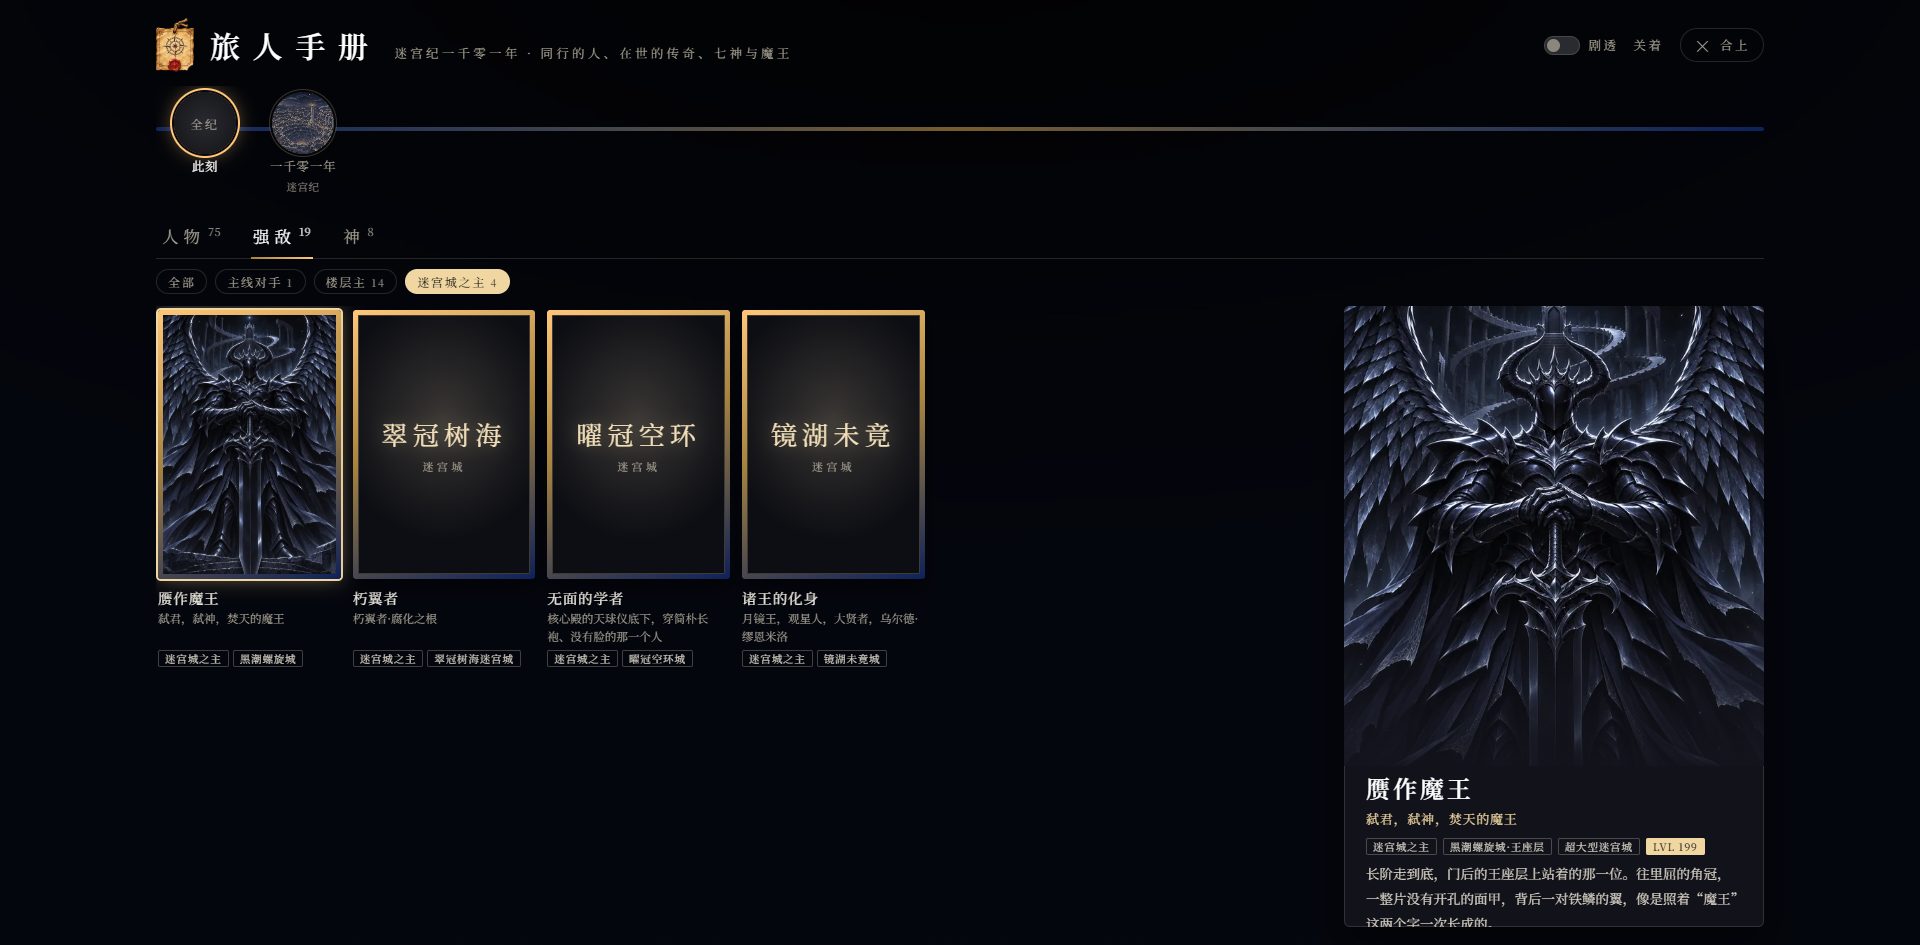 旅人手册
迷宫纪一千零一年 · 同行的人、在世的传奇、七神与魔王
剧透 关着
合上
全纪
此刻
一千零一年
迷宫纪
人物 75
强敌 19
神 8
全部
主线对手 1
楼层主 14
迷宫城之主 4
翠冠树海
迷宫城
曜冠空环
迷宫城
镜湖未竟
迷宫城
赝作魔王
弑君，弑神，焚天的魔王
迷宫城之主
黑潮螺旋城
朽翼者
朽翼者·腐化之根
迷宫城之主
翠冠树海迷宫城
无面的学者
核心殿的天球仪底下，穿简朴长
袍、没有脸的那一个人
迷宫城之主
曜冠空环城
诸王的化身
月镜王，观星人，大贤者，乌尔德·
缪恩米洛
迷宫城之主
镜湖未竟城
赝作魔王
弑君，弑神，焚天的魔王
迷宫城之主
黑潮螺旋城·王座层
超大型迷宫城
LVL 199
长阶走到底，门后的王座层上站着的那一位。往里屈的角冠，
一整片没有开孔的面甲，背后一对铁鳞的翼，像是照着“魔王”
这两个字一次长成的。